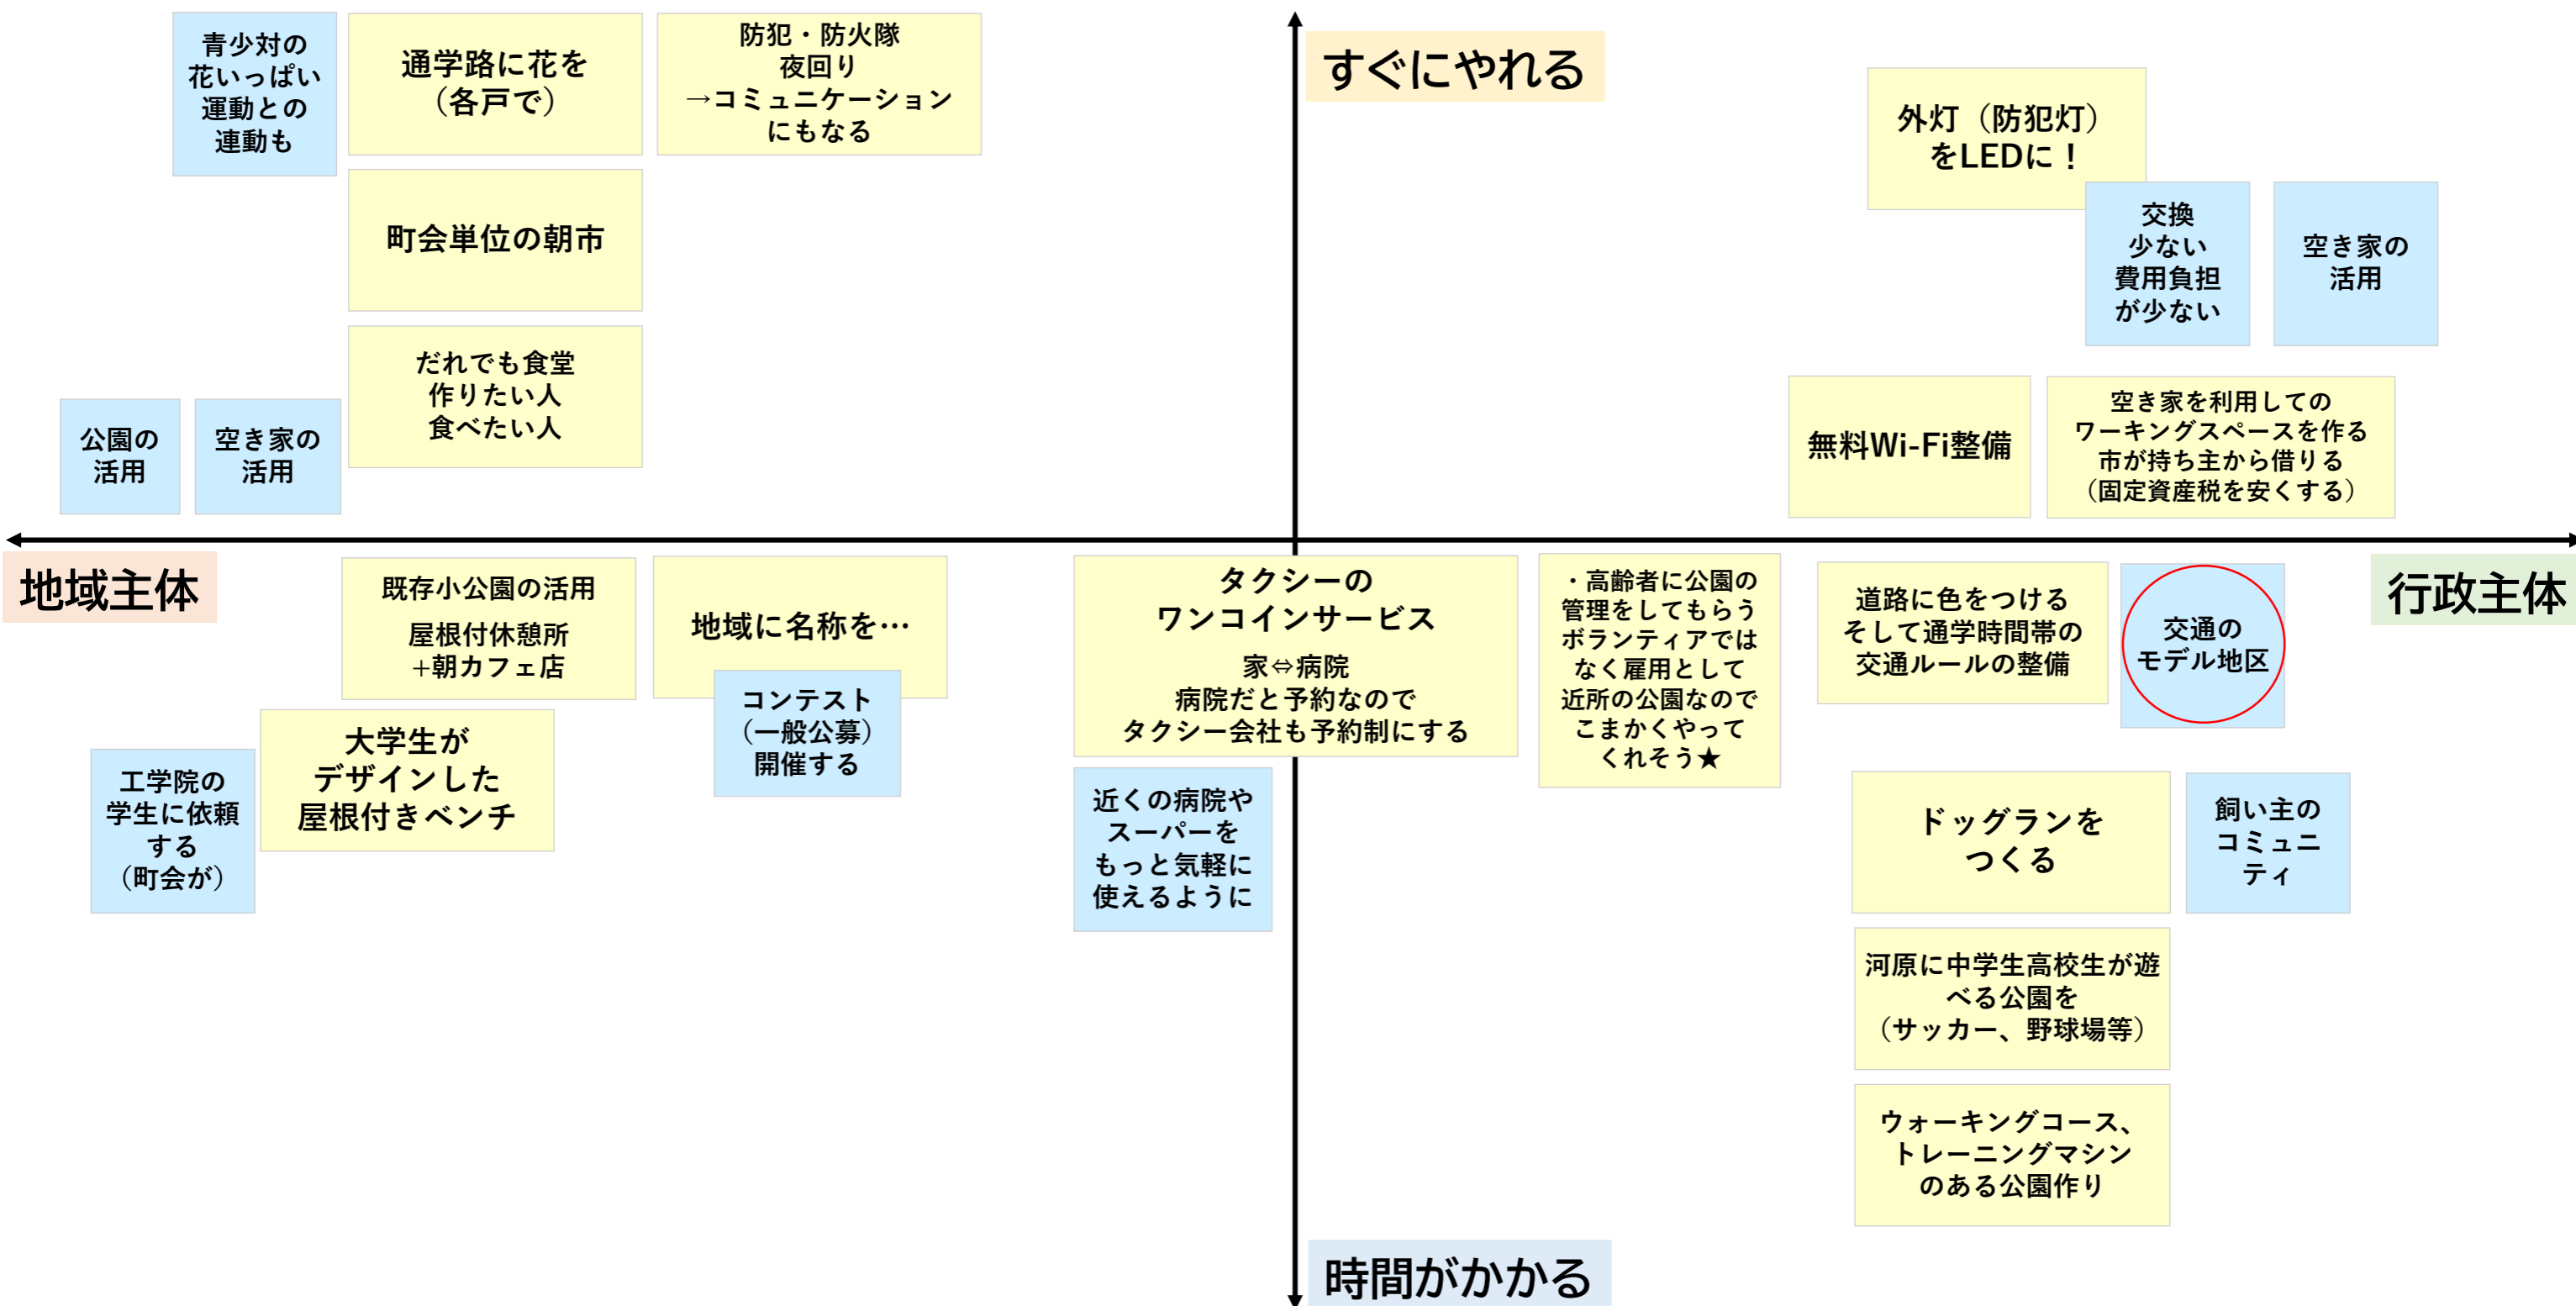 青少対の
花いっぱい
運動との
連動も
通学路に花を
（各戸で）
防犯・防火隊
夜回り
→コミュニケーション
にもなる
すぐにやれる
外灯（防犯灯）
をLEDに！
交換
少ない
費用負担
が少ない
空き家の
活用
町会単位の朝市
だれでも食堂
作りたい人
食べたい人
公園の
活用
空き家の
活用
無料Wi-Fi整備
空き家を利用しての
ワーキングスペースを作る
市が持ち主から借りる
（固定資産税を安くする）
地域主体
行政主体
既存小公園の活用
屋根付休憩所
+朝カフェ店
地域に名称を…
コンテスト
（一般公募）
開催する
大学生が
デザインした
屋根付きベンチ
工学院の
学生に依頼
する
（町会が）
タクシーの
ワンコインサービス
家⇔病院
病院だと予約なので
タクシー会社も予約制にする
近くの病院や
スーパーを
もっと気軽に
使えるように
・高齢者に公園の
管理をしてもらう
ボランティアでは
なく雇用として
近所の公園なので
こまかくやって
くれそう★
道路に色をつける
そして通学時間帯の
交通ルールの整備
交通の
モデル地区
ドッグランを
つくる
飼い主の
コミュニ
ティ
河原に中学生高校生が遊
べる公園を
（サッカー、野球場等）
ウォーキングコース、
トレーニングマシン
のある公園作り
時間がかかる